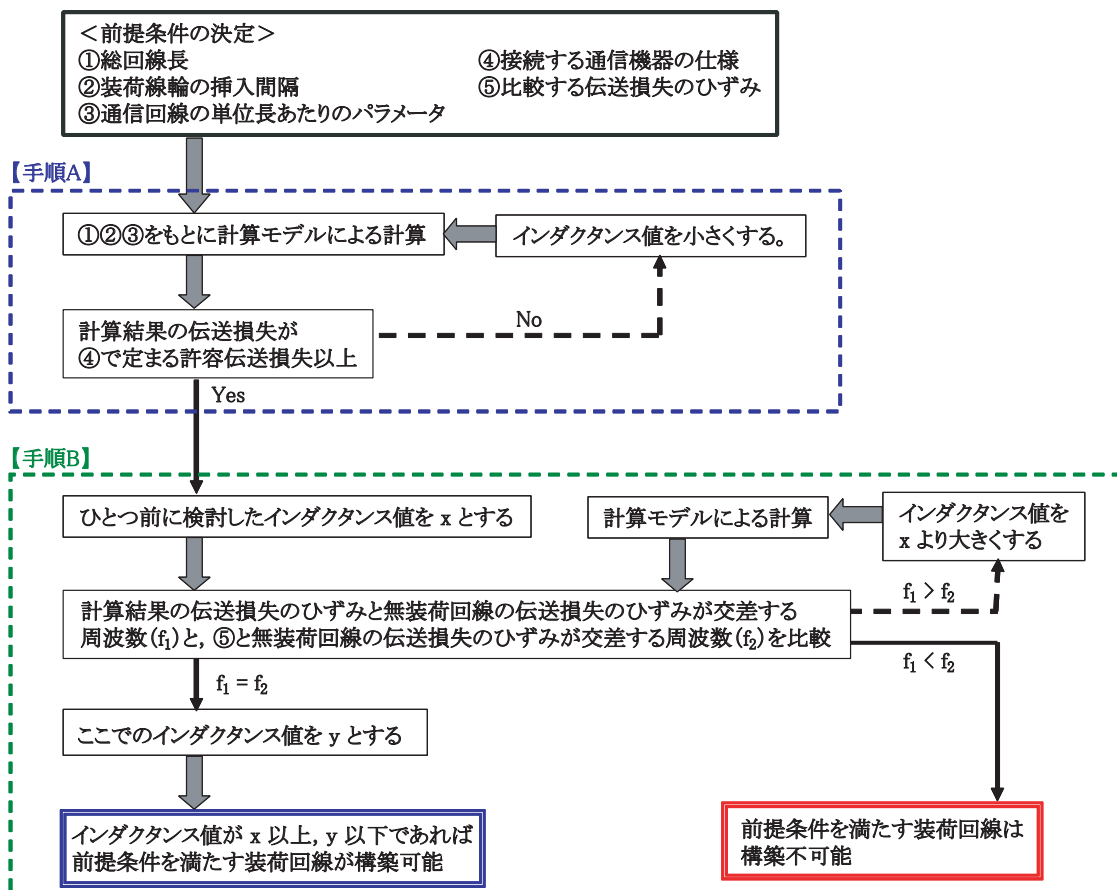 ＜前提条件の決定＞
①総回線長
②装荷線輪の挿入間隔
③通信回線の単位長あたりのパラメータ
④接続する通信機器の仕様
⑤比較する伝送損失のひずみ
【手順A】
①②③をもとに計算モデルによる計算
インダクタンス値を小さくする。
計算結果の伝送損失が
④で定まる許容伝送損失以上
No
Yes
【手順B】
ひとつ前に検討したインダクタンス値を x とする
計算モデルによる計算
インダクタンス値を
x より大きくする
計算結果の伝送損失のひずみと無装荷回線の伝送損失のひずみが交差する
周波数(f₁)と, ⑤と無装荷回線の伝送損失のひずみが交差する周波数(f₂)を比較
f₁ > f₂
f₁ < f₂
f₁ = f₂
ここでのインダクタンス値を y とする
インダクタンス値が x 以上, y 以下であれば
前提条件を満たす装荷回線が構築可能
前提条件を満たす装荷回線は
構築不可能